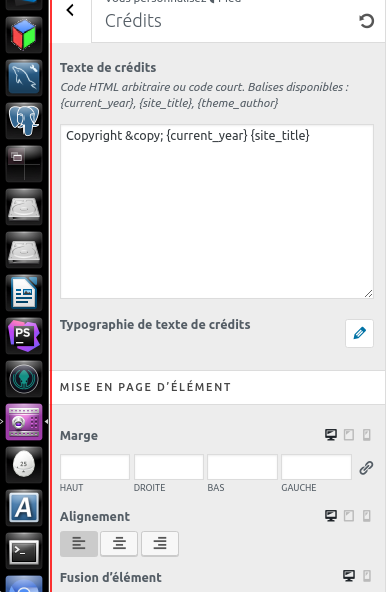 Vous personnalisez
Crédits
Texte de crédits
Code HTML arbitraire ou code court. Balises disponibles :
{current_year}, {site_title}, {theme_author}
Copyright &copy; {current_year} {site_title}
Typographie de texte de crédits
MISE EN PAGE D'ÉLÉMENT
Marge
HAUT DROITE BAS GAUCHE
Alignement
Fusion d'élément
PS
25
A
>_